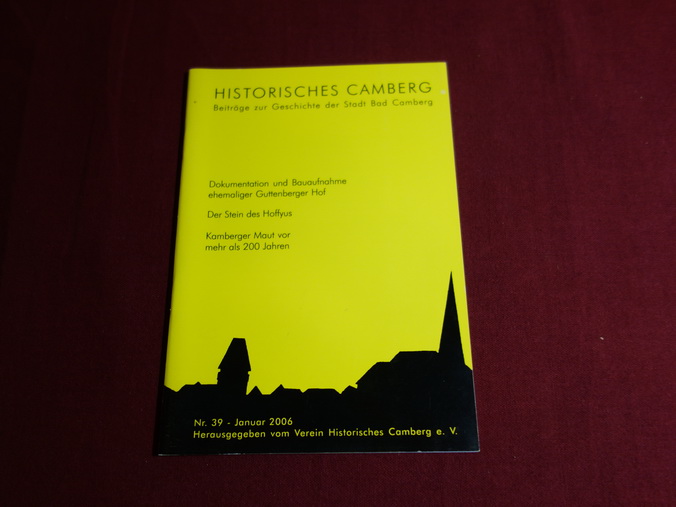 HISTORISCHES CAMBERG
Beiträge zur Geschichte der Stadt Bad Camberg
Dokumentation und Bauaufnahme
ehemaliger Guttenberger Hof
Der Stein des Hoffyus
Kamberger Maut vor
mehr als 200 Jahren
Nr. 39 - Januar 2006
Herausgegeben vom Verein Historisches Camberg e. V.